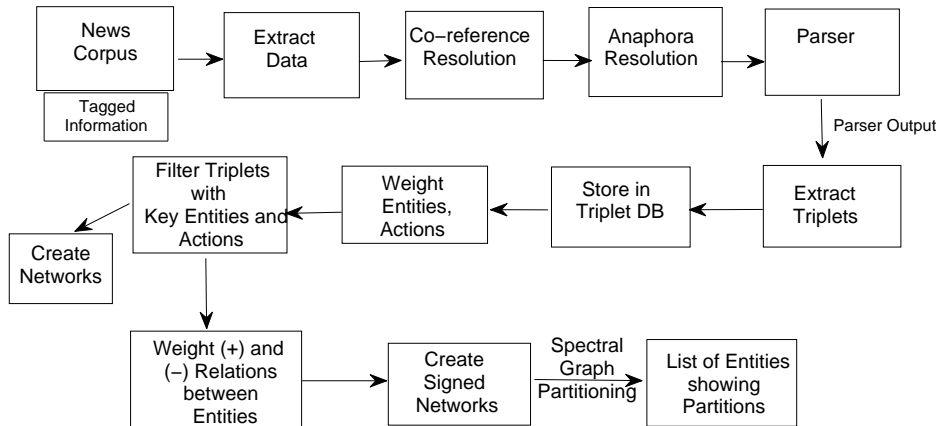 News
Corpus
Tagged
Information
Extract
Data
Co−reference
Resolution
Anaphora
Resolution
Parser
Parser Output
Extract
Triplets
Store in
Triplet DB
Weight
Entities,
Actions
Filter Triplets
with
Key Entities and
Actions
Create
Networks
Weight (+) and
(−) Relations
between
Entities
Create
Signed
Networks
Spectral
Graph
Partitioning
List of Entities
showing
Partitions